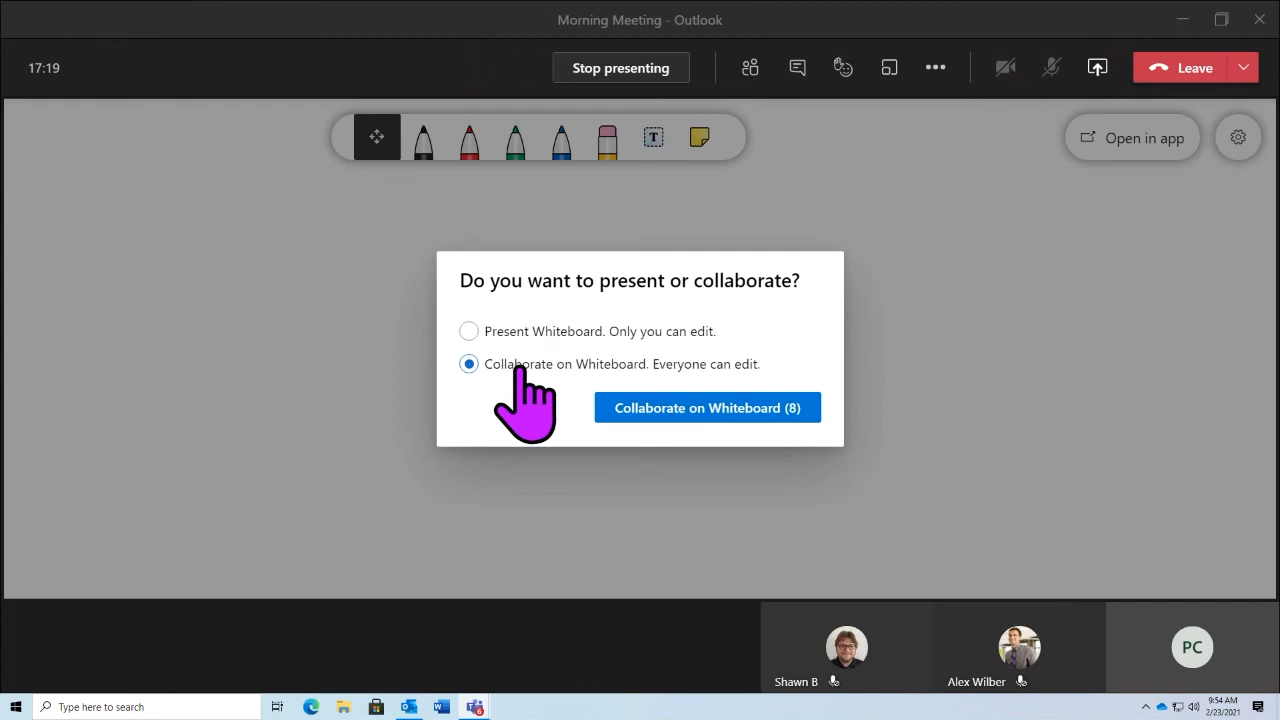 Morning Meeting - Outlook
17:19
Stop presenting
Leave
T
Open in app
Do you want to present or collaborate?
Present Whiteboard. Only you can edit.
Collaborate on Whiteboard. Everyone can edit.
Collaborate on Whiteboard (8)
Shawn B
Alex Wilber
PC
Type here to search
6
9:54 AM
2/23/2021